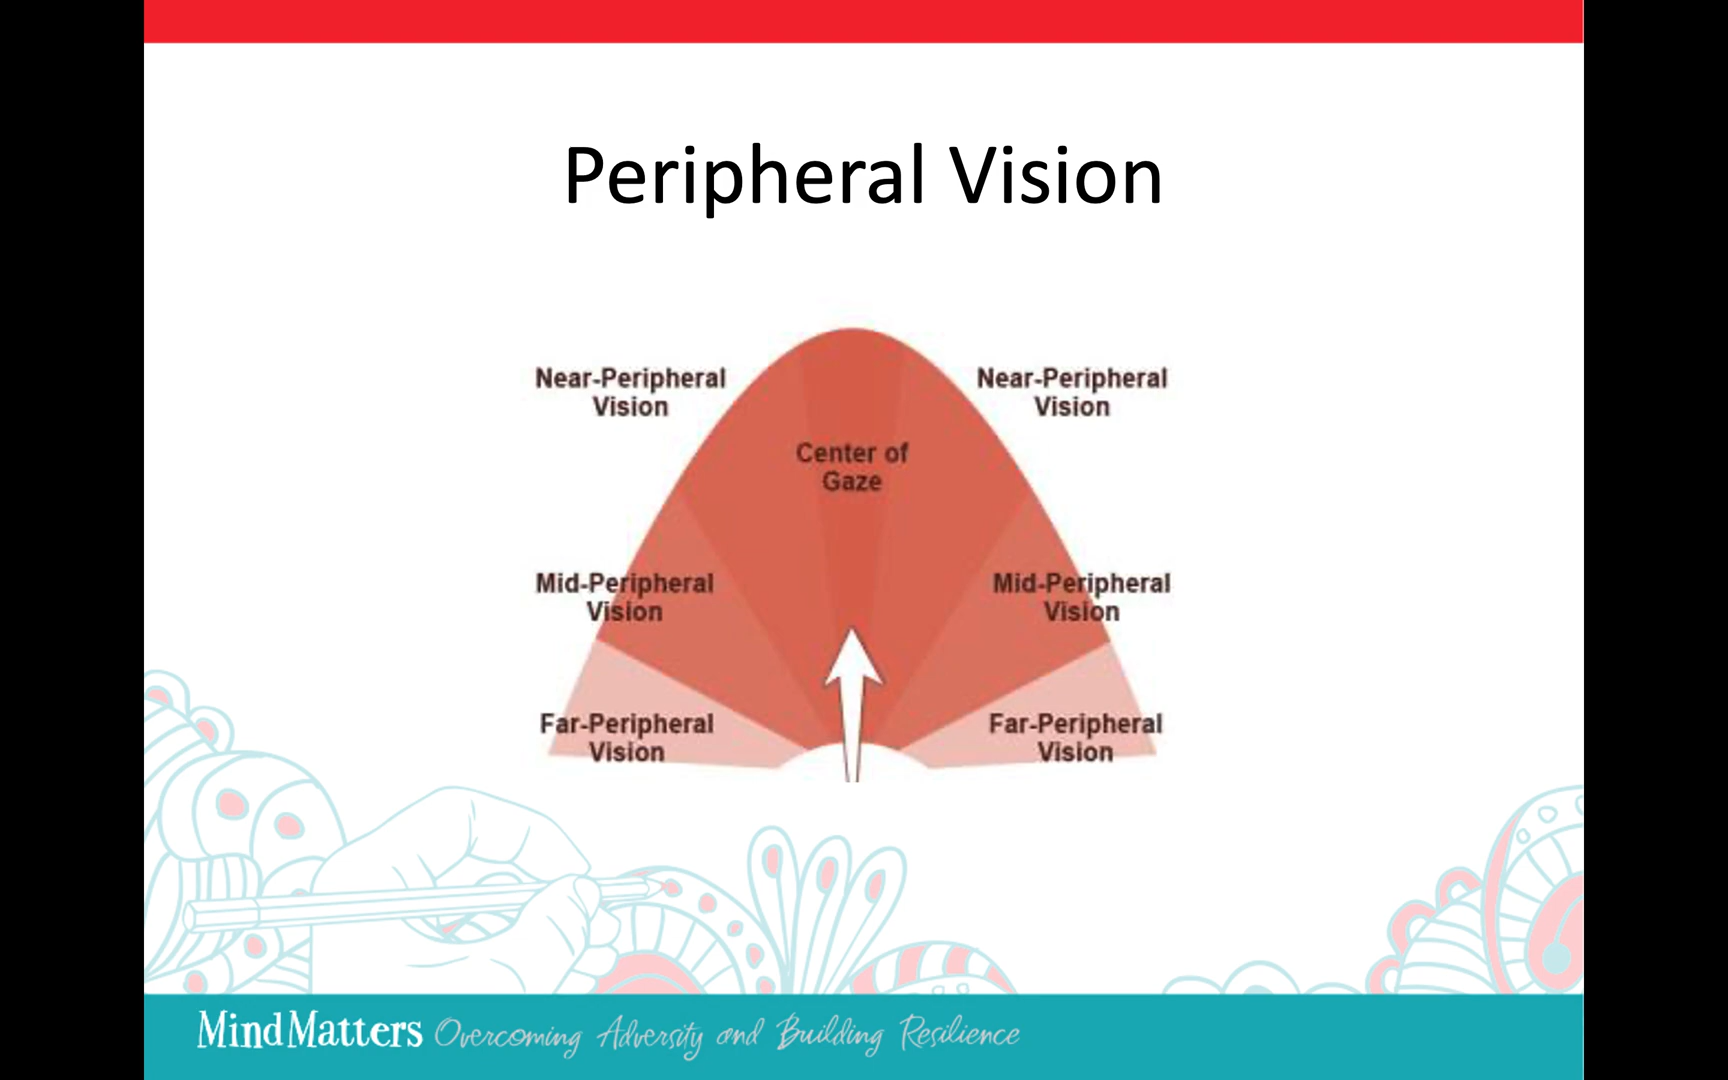 Peripheral Vision
Near-Peripheral
Vision
Near-Peripheral
Vision
Center of
Gaze
Mid-Peripheral
Vision
Mid-Peripheral
Vision
Far-Peripheral
Vision
Far-Peripheral
Vision
MindMatters Overcoming Adversity and Building Resilience